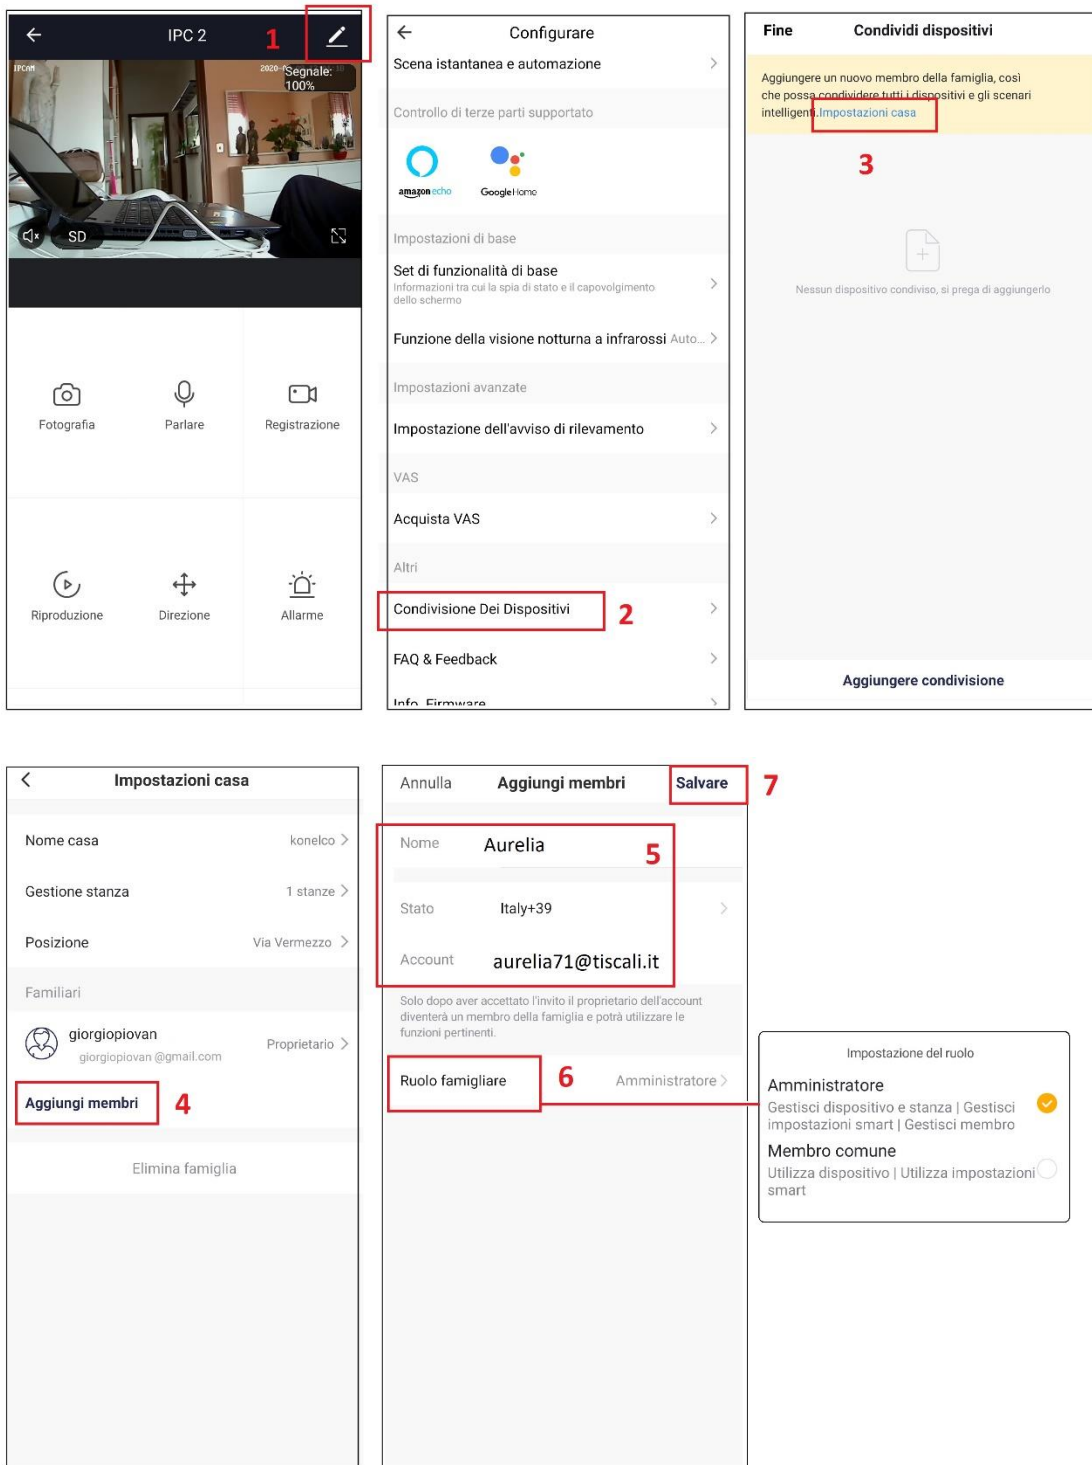 IPC 2
1
IPCAM
Segnale:
100%
SD
Fotografia
Parlare
Registrazione
Riproduzione
Direzione
Allarme
Configurare
Scena istantanea e automazione
Controllo di terze parti supportato
amazon echo
Google Home
Impostazioni di base
Set di funzionalità di base
Informazioni tra cui la spia di stato e il capovolgimento
dello schermo
Funzione della visione notturna a infrarossi Auto...
Impostazioni avanzate
Impostazione dell'avviso di rilevamento
VAS
Acquista VAS
Altri
Condivisione Dei Dispositivi
2
FAQ & Feedback
Info. Firmware
Fine Condividi dispositivi
Aggiungere un nuovo membro della famiglia, così
che possa condividere tutti i dispositivi e gli scenari
intelligenti.Impostazioni casa
3
Nessun dispositivo condiviso, si prega di aggiungerlo
Aggiungere condivisione
Impostazioni casa
Nome casa konelco
Gestione stanza 1 stanze
Posizione Via Vermezzo
Familiari
giorgiopiovan
giorgiopiovan @gmail.com
Proprietario
Aggiungi membri
4
Elimina famiglia
Annulla Aggiungi membri Salvare
7
Nome Aurelia
5
Stato Italy+39
Account aurelia71@tiscali.it
Solo dopo aver accettato l'invito il proprietario dell'account
diventerà un membro della famiglia e potrà utilizzare le
funzioni pertinenti.
Ruolo famigliare 6 Amministratore
Impostazione del ruolo
Amministratore
Gestisci dispositivo e stanza | Gestisci
impostazioni smart | Gestisci membro
Membro comune
Utilizza dispositivo | Utilizza impostazioni
smart